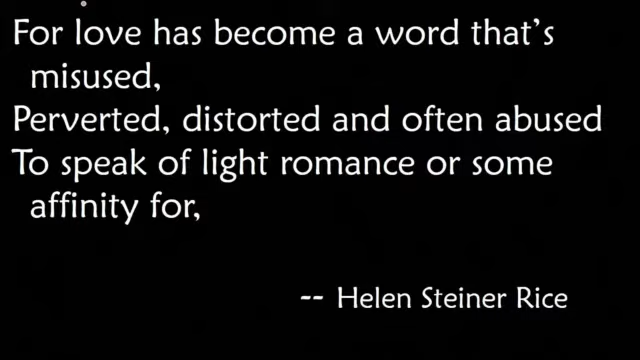 For love has become a word that’s
misused,
Perverted, distorted and often abused
To speak of light romance or some
affinity for,
-- Helen Steiner Rice